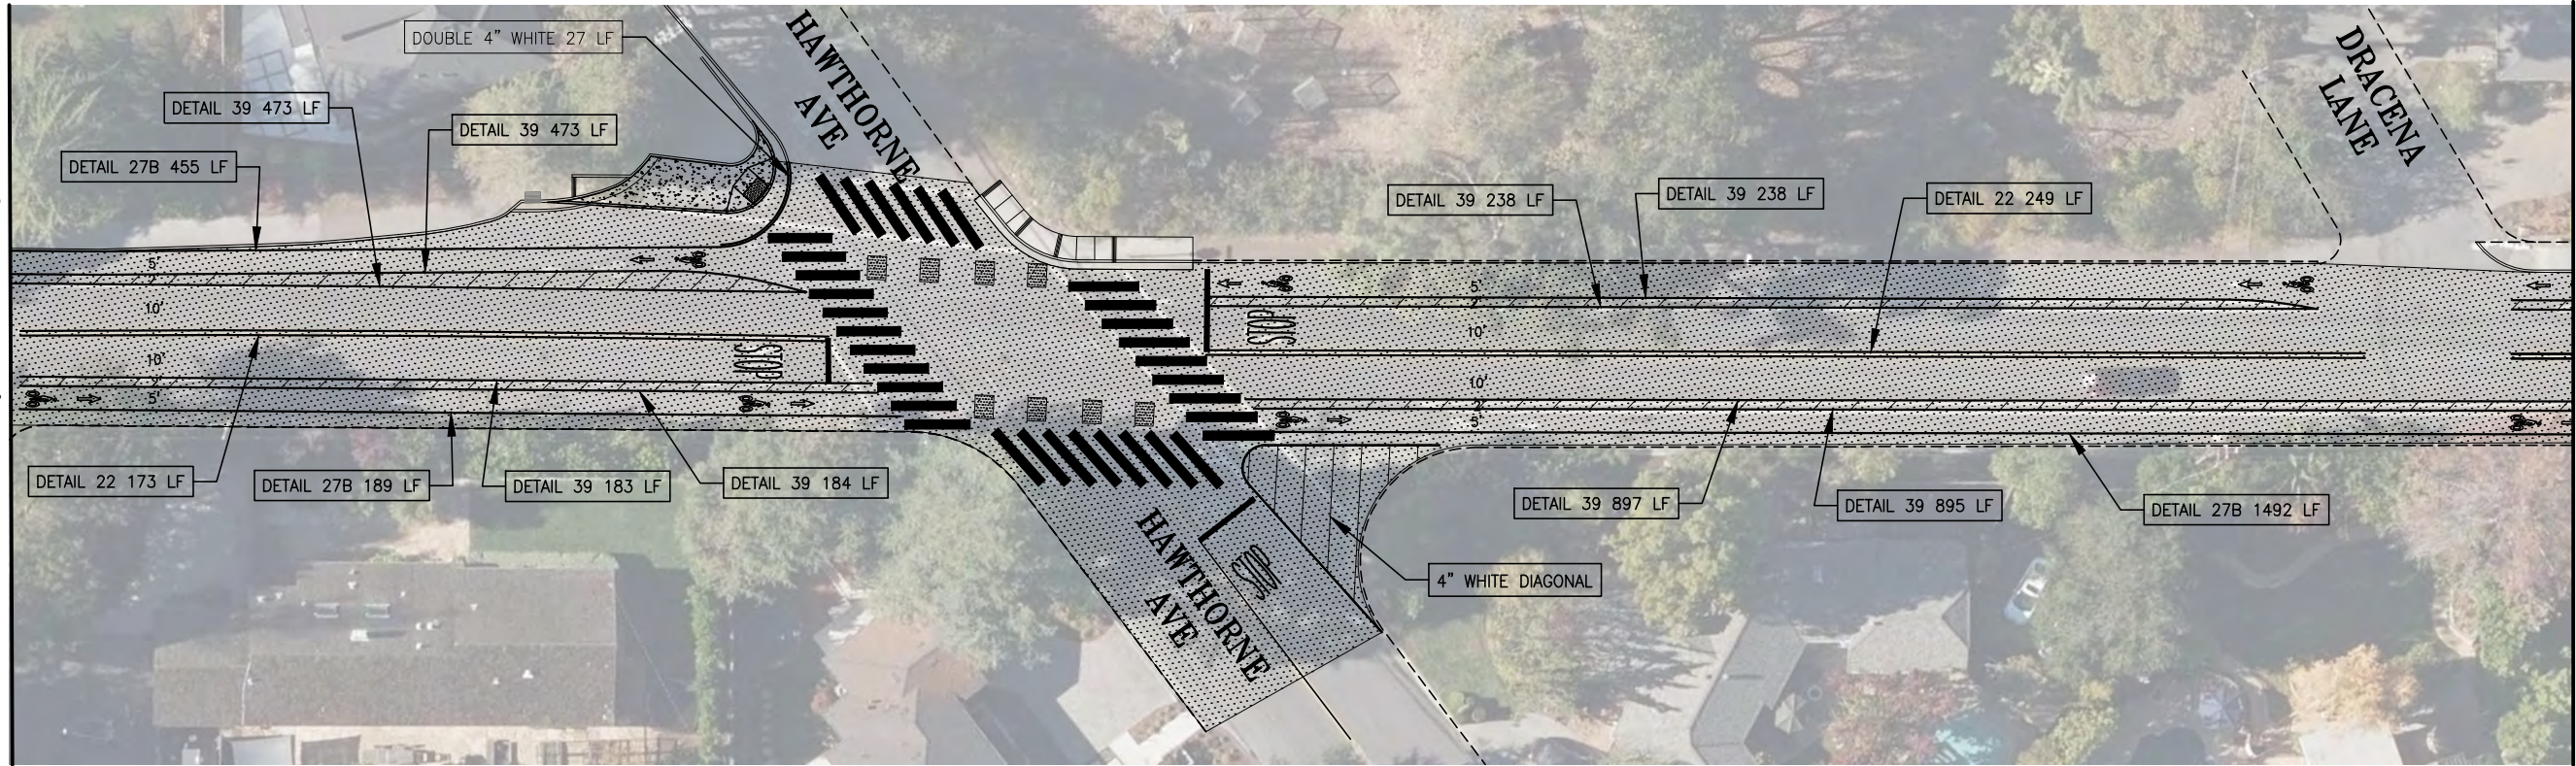 DOUBLE 4" WHITE 27 LF
HAWTHORNE
AVE
DRACENA
LANE
DETAIL 39 473 LF
DETAIL 39 473 LF
DETAIL 27B 455 LF
DETAIL 39 238 LF
DETAIL 39 238 LF
DETAIL 22 249 LF
5'
10'
10'
5'
STOP
5'
2'
10'
STOP
10'
2'
5'
DETAIL 22 173 LF
DETAIL 27B 189 LF
DETAIL 39 183 LF
DETAIL 39 184 LF
DETAIL 39 897 LF
DETAIL 39 895 LF
DETAIL 27B 1492 LF
HAWTHORNE
AVE
STOP
4" WHITE DIAGONAL